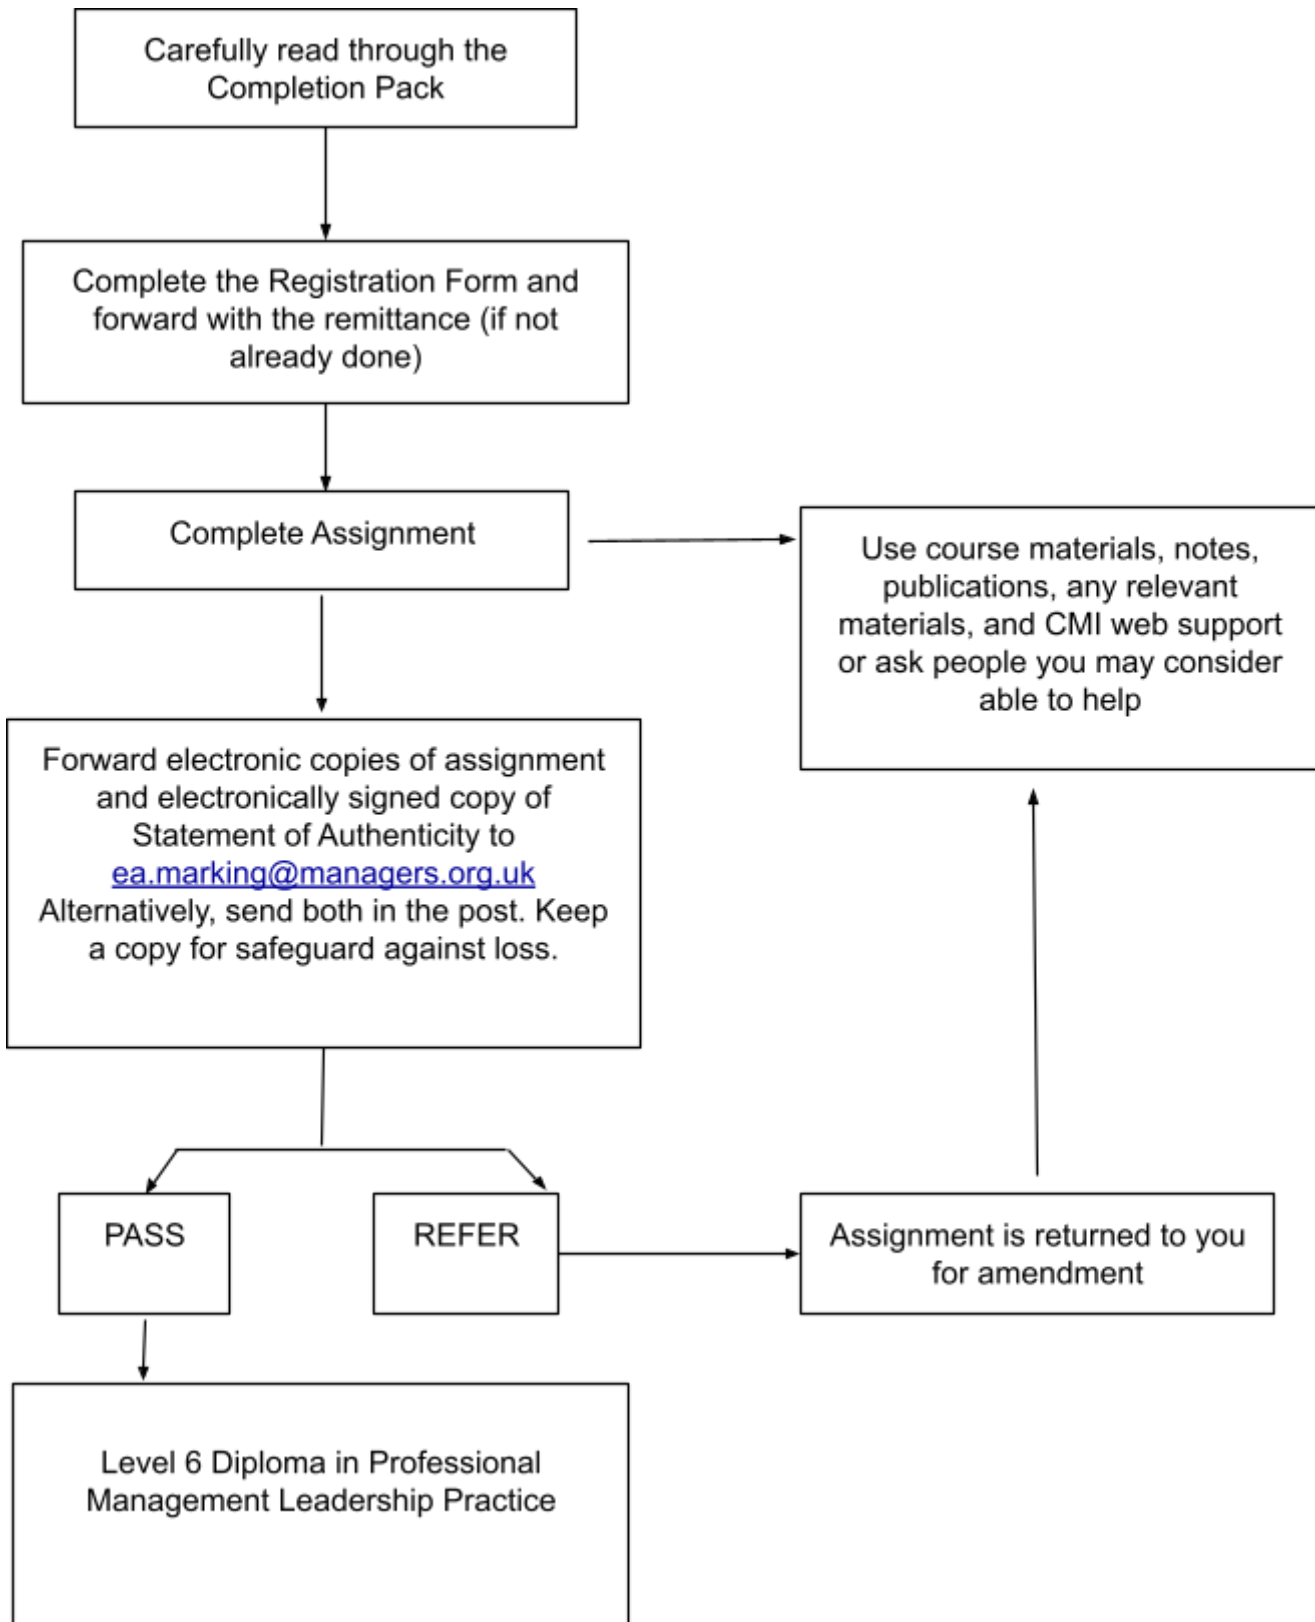 Carefully read through the
Completion Pack
Complete the Registration Form and
forward with the remittance (if not
already done)
Complete Assignment
Use course materials, notes,
publications, any relevant
materials, and CMI web support
or ask people you may consider
able to help
Forward electronic copies of assignment
and electronically signed copy of
Statement of Authenticity to
ea.marking@managers.org.uk
Alternatively, send both in the post. Keep
a copy for safeguard against loss.
PASS
REFER
Assignment is returned to you
for amendment
Level 6 Diploma in Professional
Management Leadership Practice